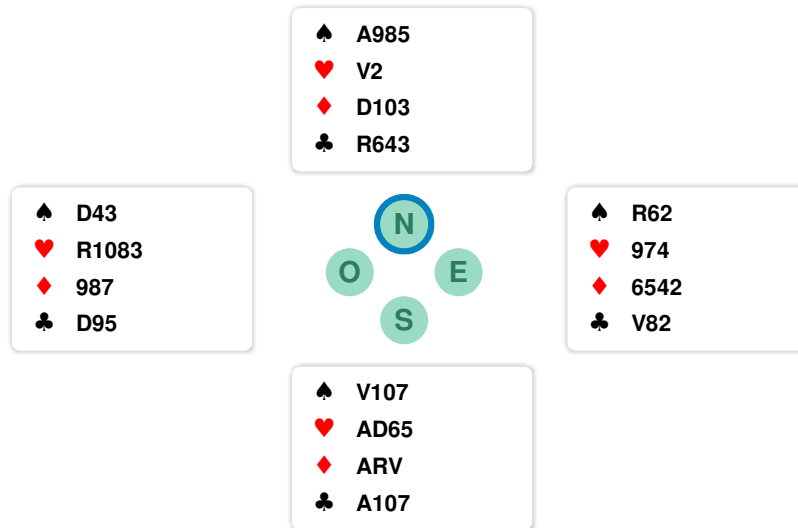 ♠ A985
♥ V2
♦ D103
♣ R643
♠ D43
♥ R1083
♦ 987
♣ D95
N
O E
S
♠ R62
♥ 974
♦ 6542
♣ V82
♠ V107
♥ AD65
♦ ARV
♣ A107